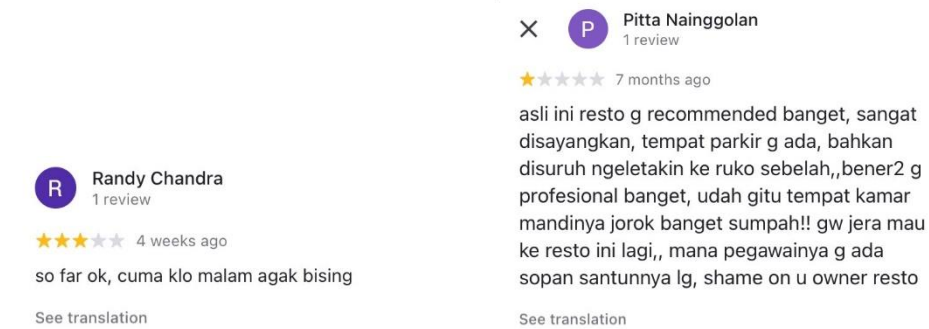 R
Randy Chandra
1 review
4 weeks ago
so far ok, cuma klo malam agak bising
See translation
P
Pitta Nainggolan
1 review
7 months ago
asli ini resto g recommended banget, sangat
disayangkan, tempat parkir g ada, bahkan
disuruh ngeletakin ke ruko sebelah,,bener2 g
profesional banget, udah gitu tempat kamar
mandinya jorok banget sumpah!! gw jera mau
ke resto ini lagi,, mana pegawainya g ada
sopan santunnya lg, shame on u owner resto
See translation